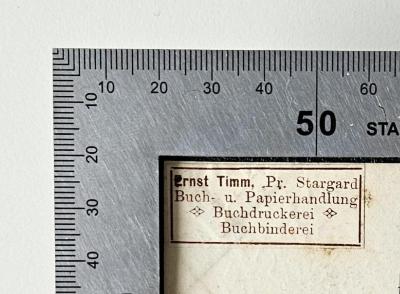 10 20 30 40 60
50 STA
10
20
30
40
Ernst Timm, Pr. Stargard
Buch- u. Papierhandlung
Buchdruckerei
Buchbinderei